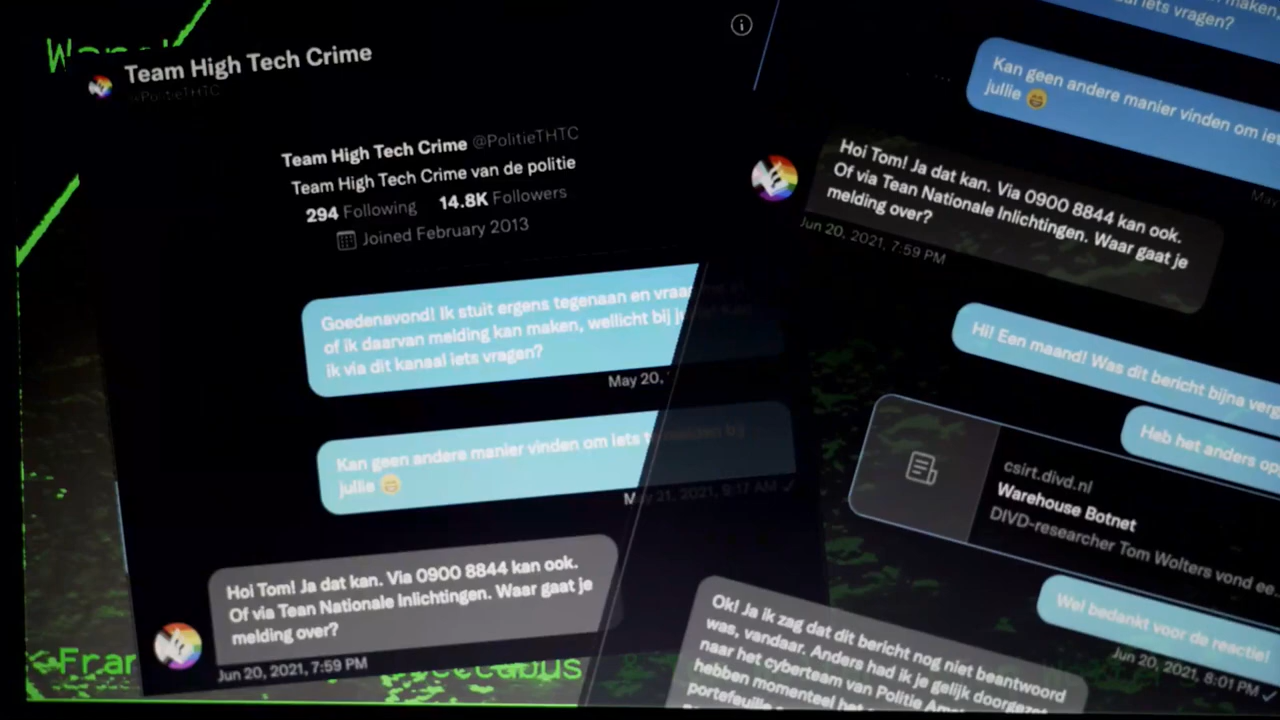 Team High Tech Crime
@PolitieTHTC
Team High Tech Crime @PolitieTHTC
Team High Tech Crime van de politie
294 Following 14.8K Followers
Joined February 2013
Goedenavond! Ik stuit ergens tegenaan en vraag
of ik daarvan melding kan maken, wellicht bij
ik via dit kanaal iets vragen?
May 20,
Kan geen andere manier vinden om iets te melden bij
jullie 😄
May 21, 2021, 9:17 AM
Hoi Tom! Ja dat kan. Via 0900 8844 kan ook.
Of via Tean Nationale Inlichtingen. Waar gaat je
melding over?
Jun 20, 2021, 7:59 PM
maken,
iets vragen?
Kan geen andere manier vinden om
jullie 😄
Hoi Tom! Ja dat kan. Via 0900 8844 kan ook.
Of via Tean Nationale Inlichtingen. Waar gaat je
melding over?
Jun 20, 2021, 7:59 PM
Hi! Een maand! Was dit bericht bijna
Heb het anders
csirt.divd.nl
Warehouse Botnet
DIVD-researcher Tom Wolters vond
Wel bedankt voor de reactie!
Jun 20, 2021, 8:01 PM
Ok! Ja ik zag dat dit bericht nog niet beantwoord
was, vandaar. Anders had ik je gelijk
naar het cyberteam van Politie
hebben momenteel
portefeuille